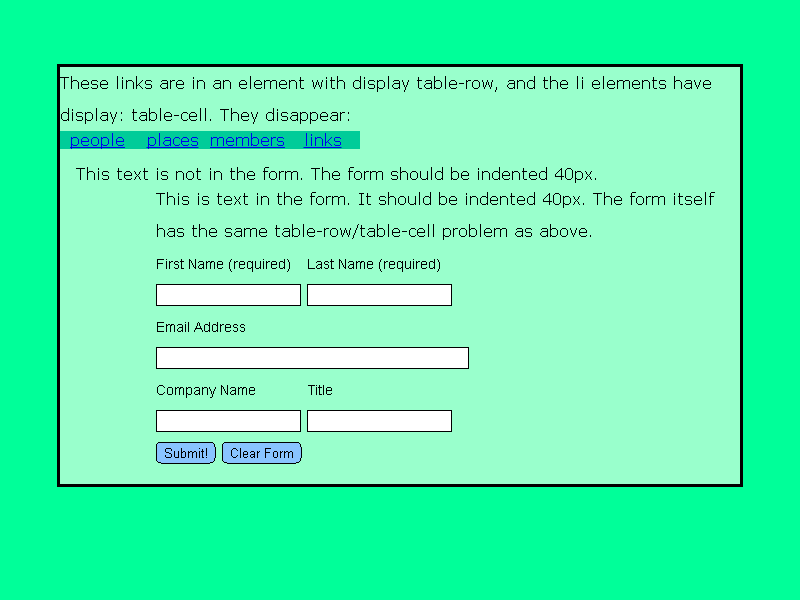 These links are in an element with display table-row, and the li elements have
display: table-cell. They disappear:
people places members links
This text is not in the form. The form should be indented 40px.
This is text in the form. It should be indented 40px. The form itself
has the same table-row/table-cell problem as above.
First Name (required) Last Name (required)
Email Address
Company Name Title
Submit! Clear Form